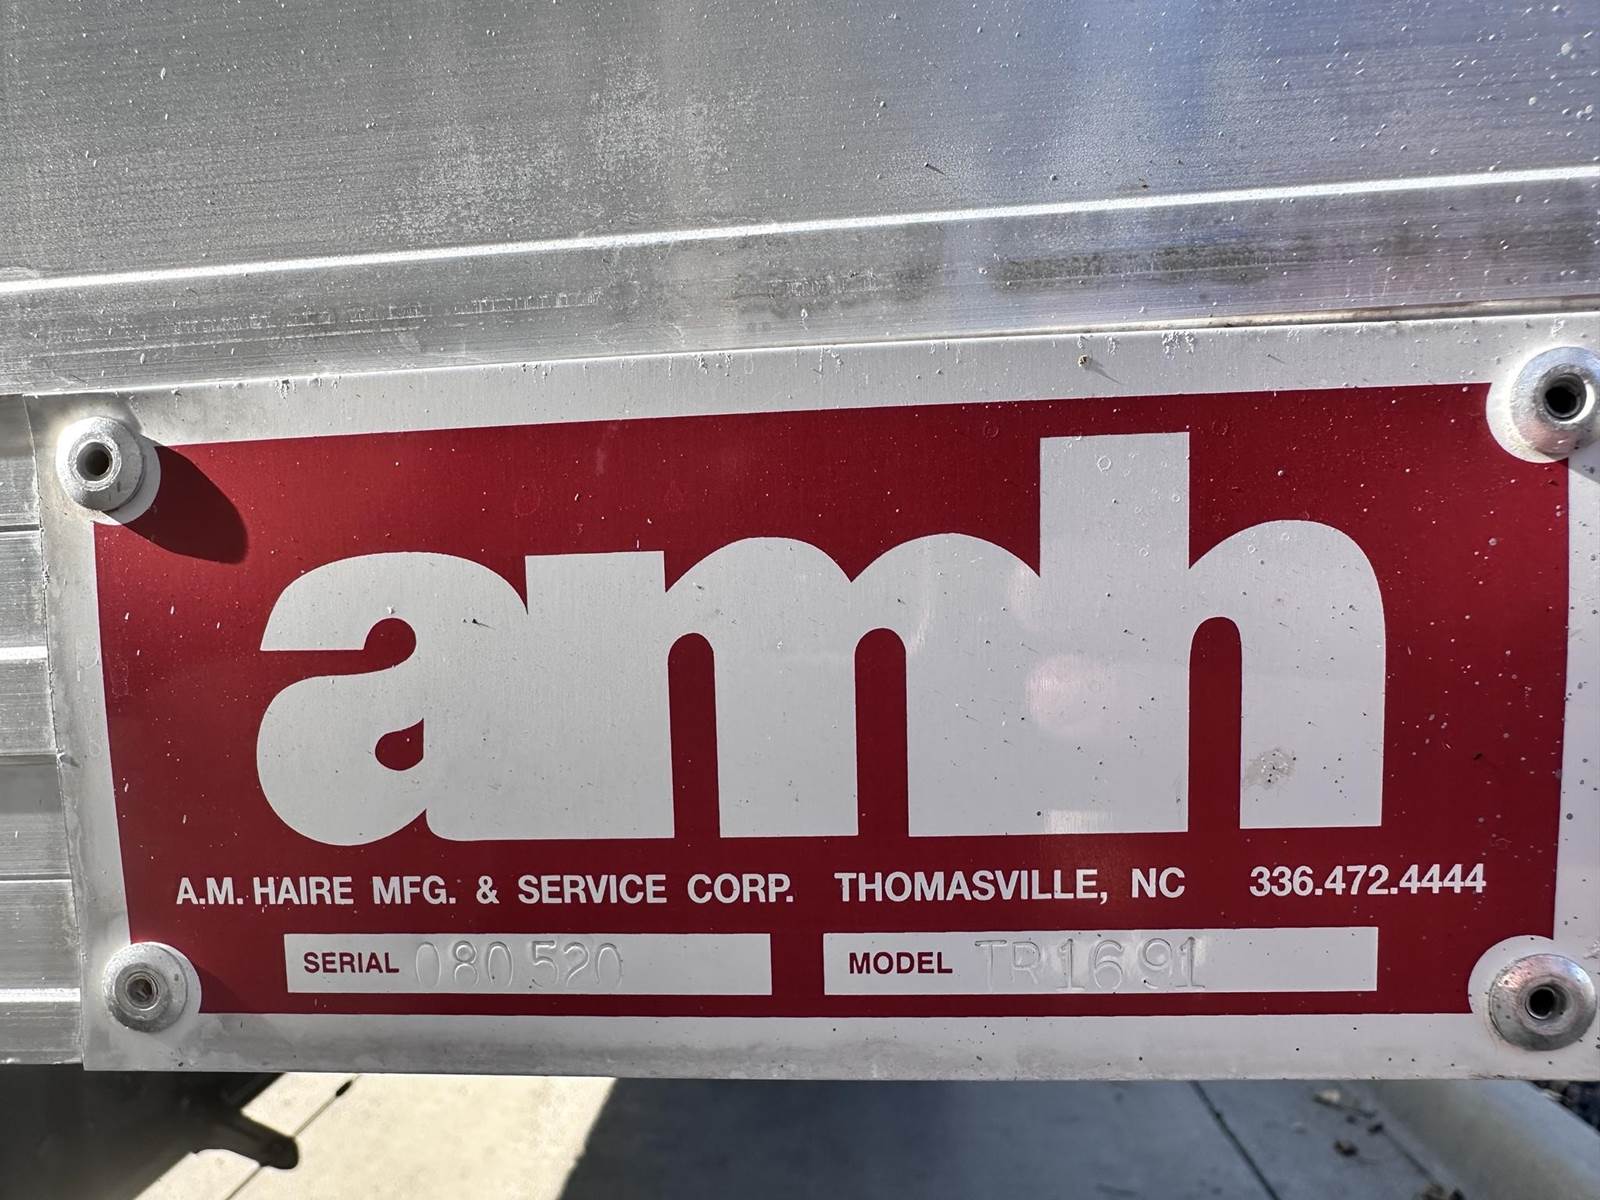 amh
A.M. HAIRE MFG. & SERVICE CORP. THOMASVILLE, NC 336.472.4444
SERIAL 080520 MODEL TR1691